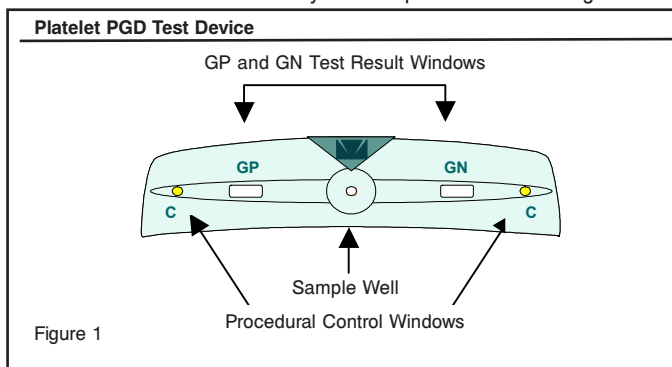 Platelet PGD Test Device
GP and GN Test Result Windows
GP GN
C C
Sample Well
Procedural Control Windows
Figure 1